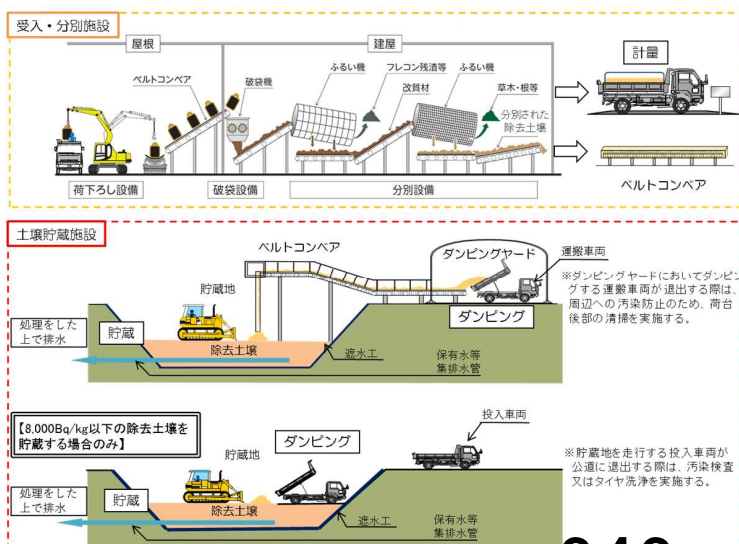 受入・分別施設
屋根
建屋
計量
ベルトコンベア
破袋機
ふるい機
フレコン残渣等
改質材
ふるい機
草木・根等
分別された
除去土壌
荷下ろし設備
破袋設備
分別設備
ベルトコンベア
土壌貯蔵施設
ベルトコンベア
ダンピングヤード
運搬車両
貯蔵地
ダンピング
※ダンピングヤードにおいてダンピン
グする運搬車両が退出する際は、
周辺への汚染防止のため、荷台
後部の清掃を実施する。
処理をした
上で排水
貯蔵
除去土壌
遮水工
保有水等
集排水管
【8,000Bq/kg以下の除去土壌を
貯蔵する場合のみ】
貯蔵地
ダンピング
投入車両
※貯蔵地を走行する投入車両が
公道に退出する際は、汚染検査
又はタイヤ洗浄を実施する。
処理をした
上で排水
貯蔵
除去土壌
遮水工
保有水等
集排水管